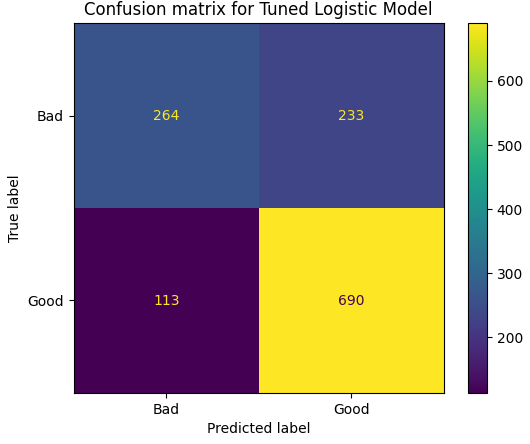 Confusion matrix for Tuned Logistic Model
True label
Bad
264
233
Good
113
690
Bad
Good
Predicted label
600
500
400
300
200